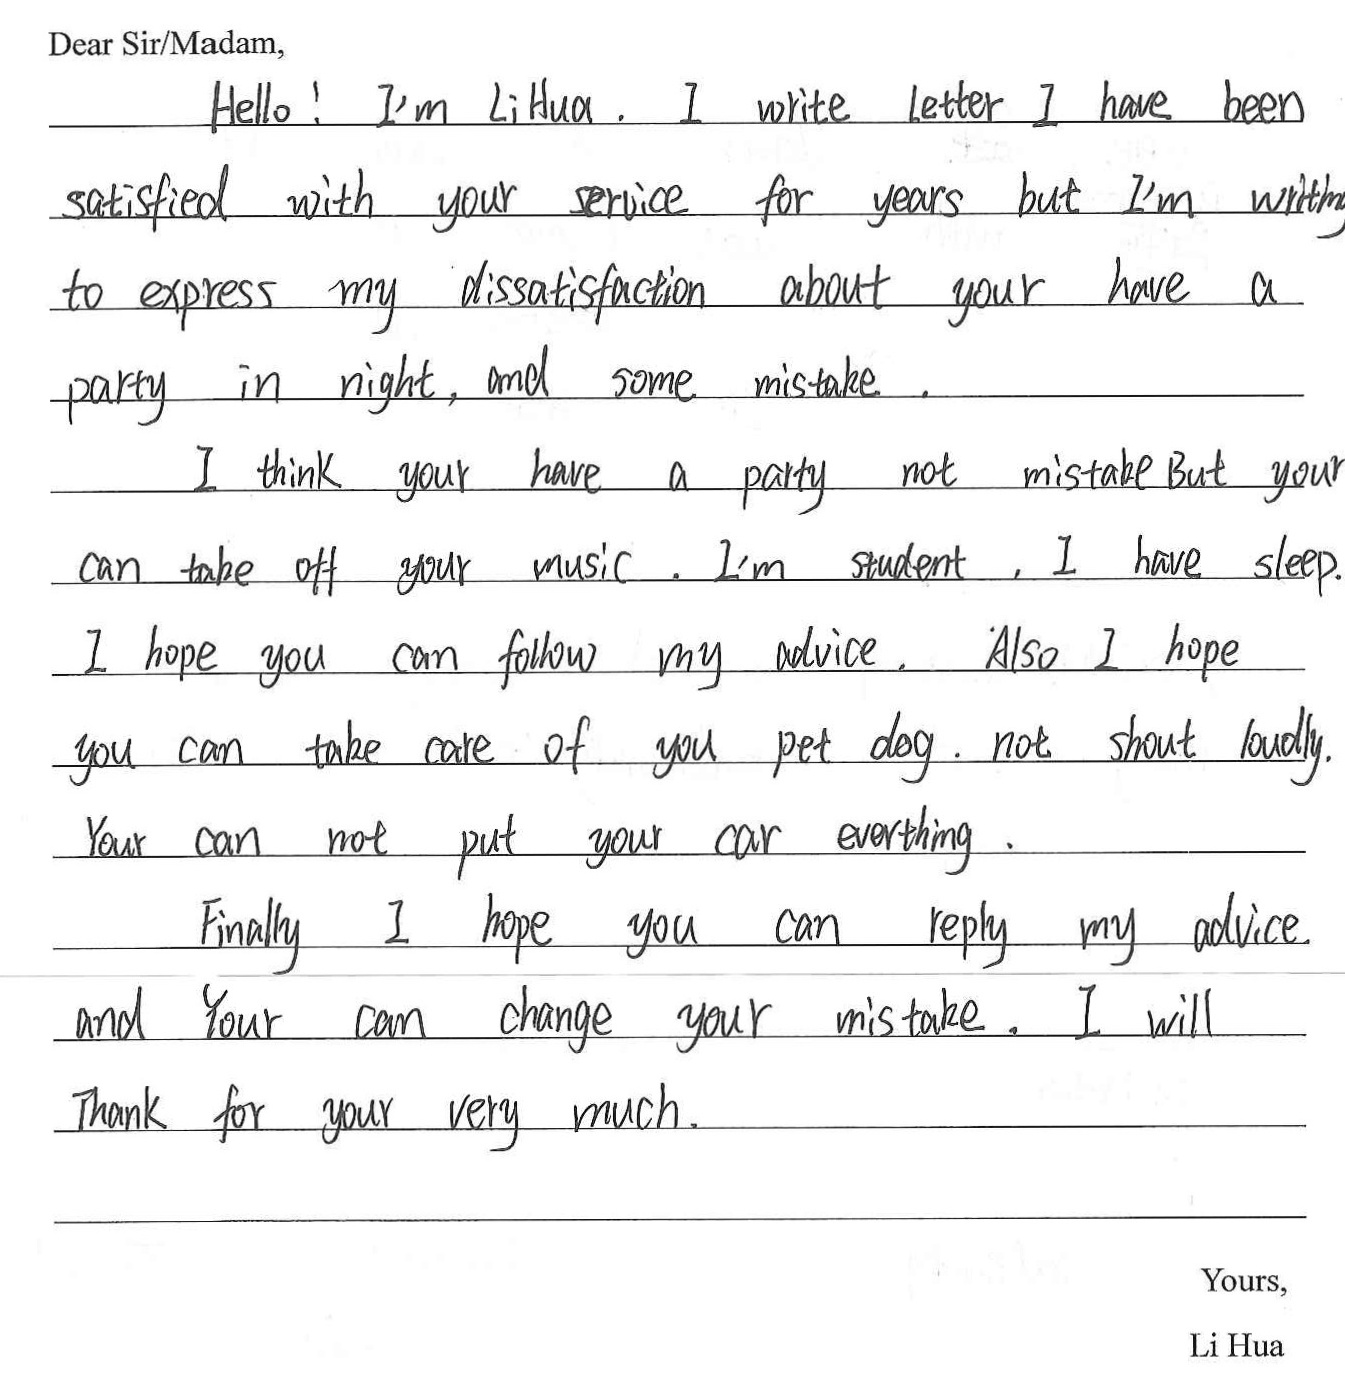 Dear Sir/Madam,
Hello! I'm Li Hua. I write letter I have been
satisfied with your service for years but I'm writing
to express my dissatisfaction about your have a
party in night, and some mistake.
I think your have a party not mistake But your
can take off your music. I'm student, I have sleep.
I hope you can follow my advice. Also I hope
you can take care of you pet dog. not shout loudly.
Your can not put your car everthing.
Finally I hope you can reply my advice.
and Your can change your mistake. I will
Thank for your very much.
Yours,
Li Hua